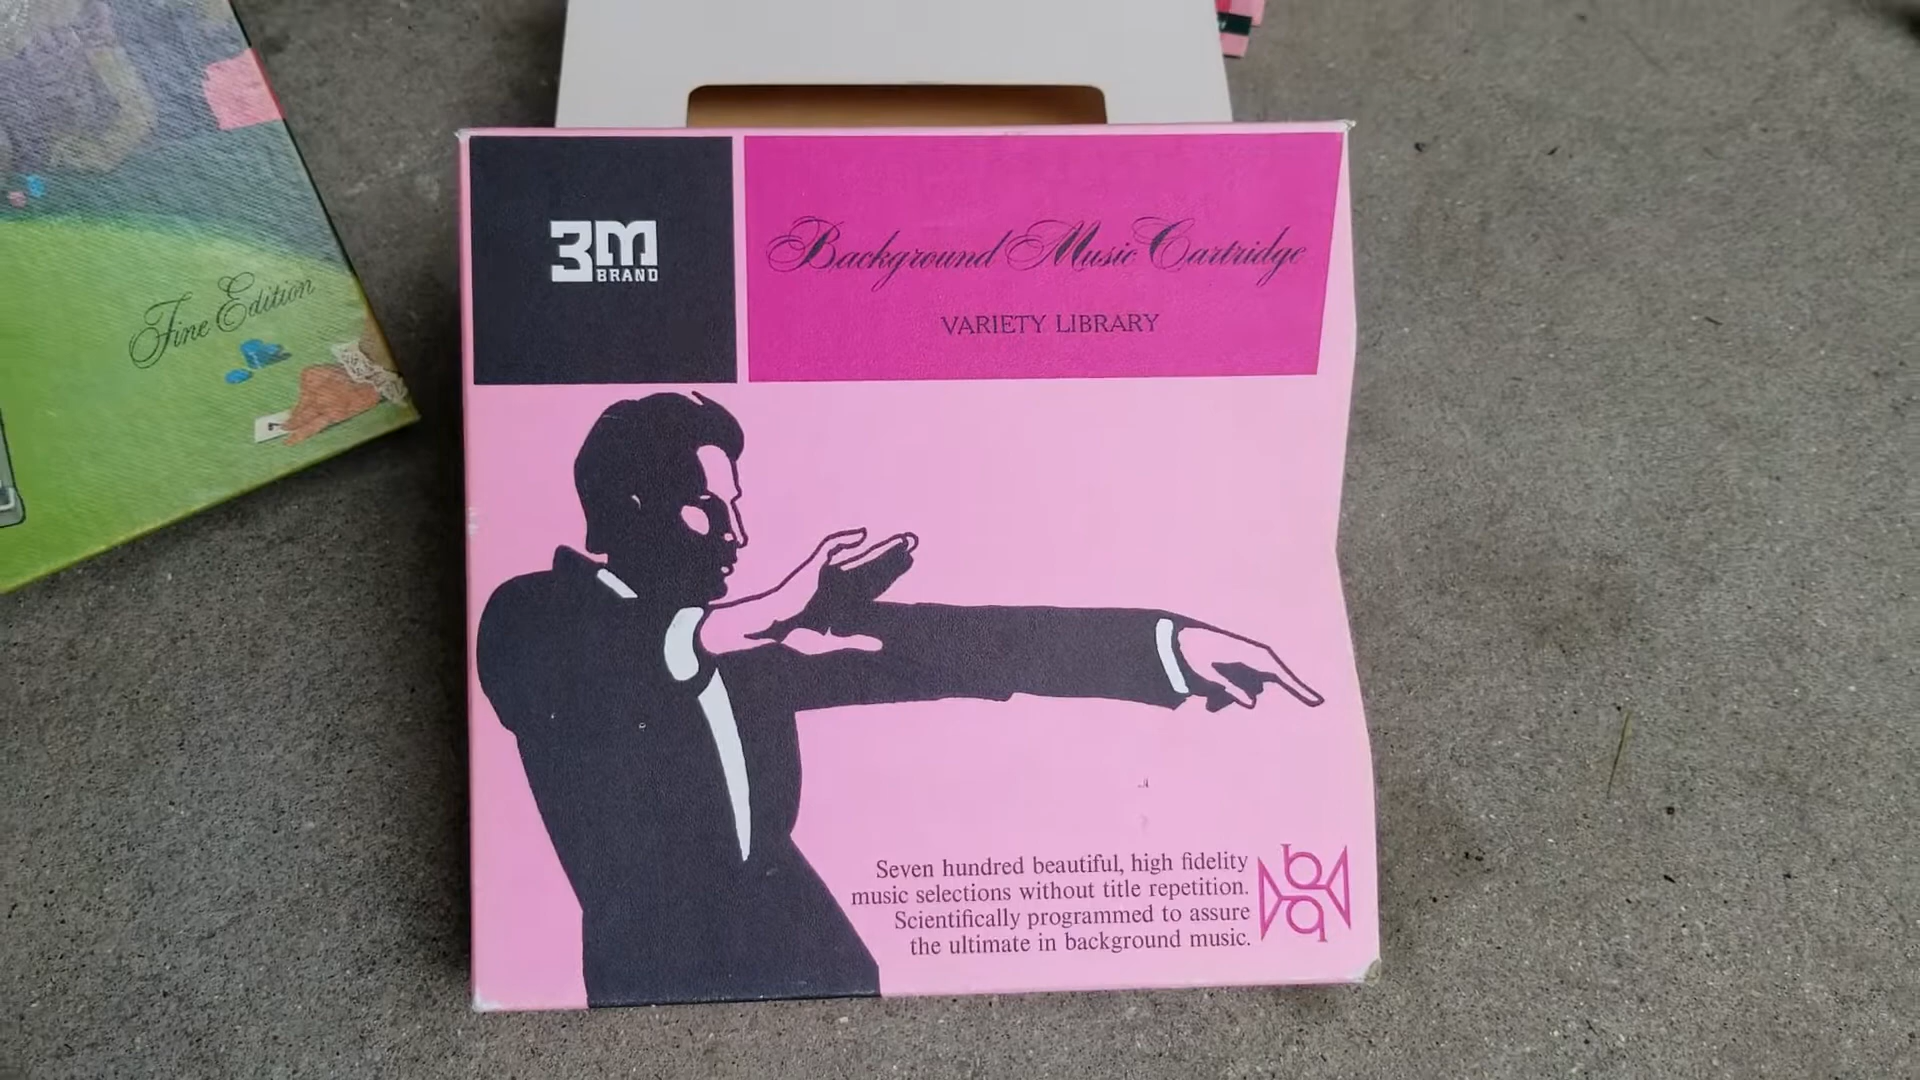 3M
BRAND
Background Music Cartridge
VARIETY LIBRARY
Fine Edition
Seven hundred beautiful, high fidelity
music selections without title repetition.
Scientifically programmed to assure
the ultimate in background music.